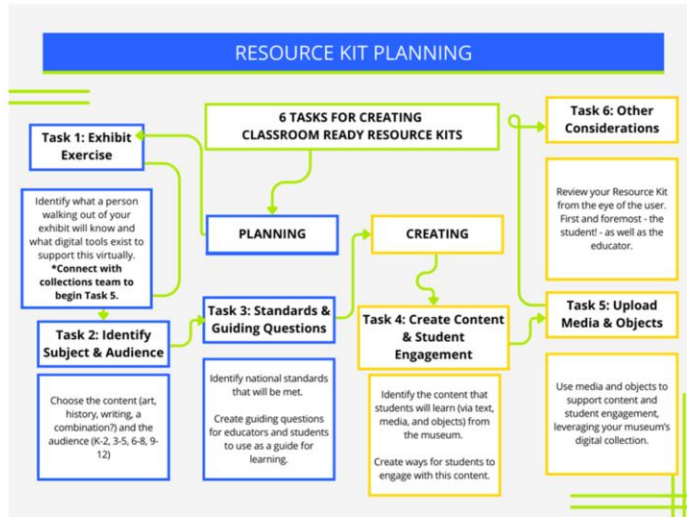 RESOURCE KIT PLANNING
6 TASKS FOR CREATING
CLASSROOM READY RESOURCE KITS
PLANNING
Task 1: Exhibit
Exercise
Identify what a person
walking out of your
exhibit will know and
what digital tools exist to
support this virtually.
*Connect with
collections team to
begin Task 5.
Task 2: Identify
Subject & Audience
Choose the content (art,
history, writing, a
combination?) and the
audience (K-2, 3-5, 6-8, 9-
12)
Task 3: Standards &
Guiding Questions
Identify national standards
that will be met.
Create guiding questions
for educators and students
to use as a guide for
learning.
CREATING
Task 4: Create Content
& Student
Engagement
Identify the content that
students will learn (via text,
media, and objects) from
the museum.
Create ways for students to
engage with this content.
Task 5: Upload
Media & Objects
Use media and objects to
support content and
student engagement,
leveraging your museum's
digital collection.
Task 6: Other
Considerations
Review your Resource Kit
from the eye of the user.
First and foremost - the
student! - as well as the
educator.